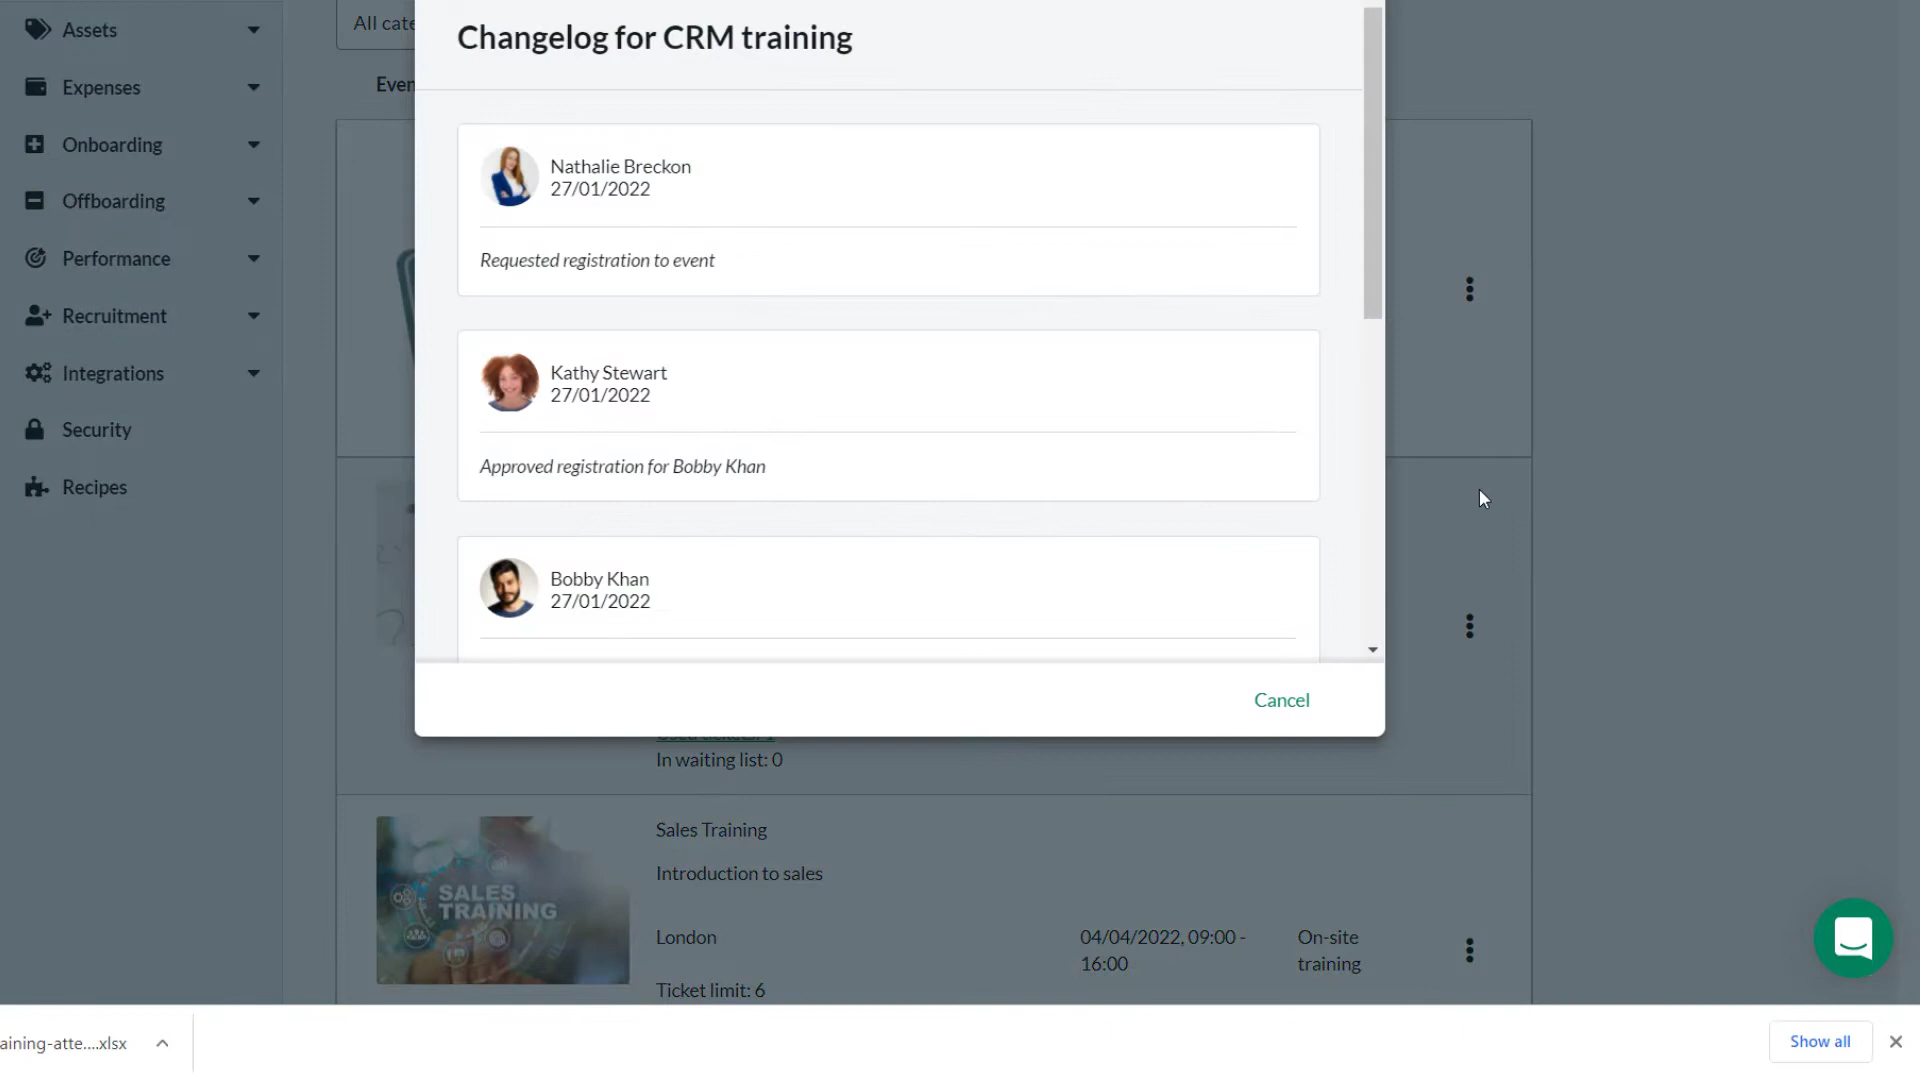 Assets
Expenses
Onboarding
Offboarding
Performance
Recruitment
Integrations
Security
Recipes
All cate
Even
Changelog for CRM training
Nathalie Breckon
27/01/2022
Requested registration to event
Kathy Stewart
27/01/2022
Approved registration for Bobby Khan
Bobby Khan
27/01/2022
Cancel
In waiting list: 0
SALES
TRAINING
Sales Training
Introduction to sales
London
04/04/2022, 09:00 -
16:00
On-site
training
Ticket limit: 6
aining-atte....xlsx
Show all